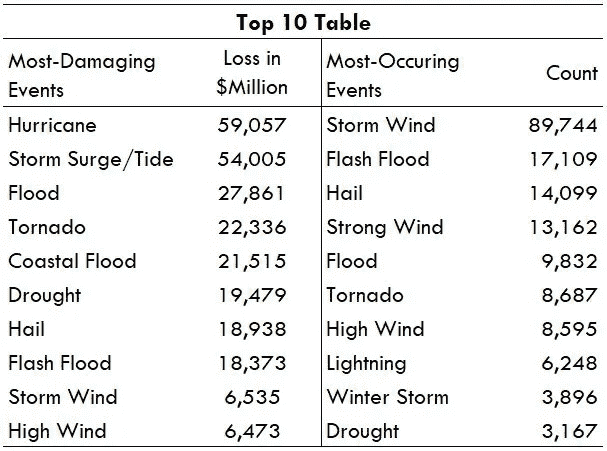 Top 10 Table
Most-Damaging Events Loss in $Million Most-Occuring Events Count
Hurricane 59,057 Storm Wind 89,744
Storm Surge/Tide 54,005 Flash Flood 17,109
Flood 27,861 Hail 14,099
Tornado 22,336 Strong Wind 13,162
Coastal Flood 21,515 Flood 9,832
Drought 19,479 Tornado 8,687
Hail 18,938 High Wind 8,595
Flash Flood 18,373 Lightning 6,248
Storm Wind 6,535 Winter Storm 3,896
High Wind 6,473 Drought 3,167